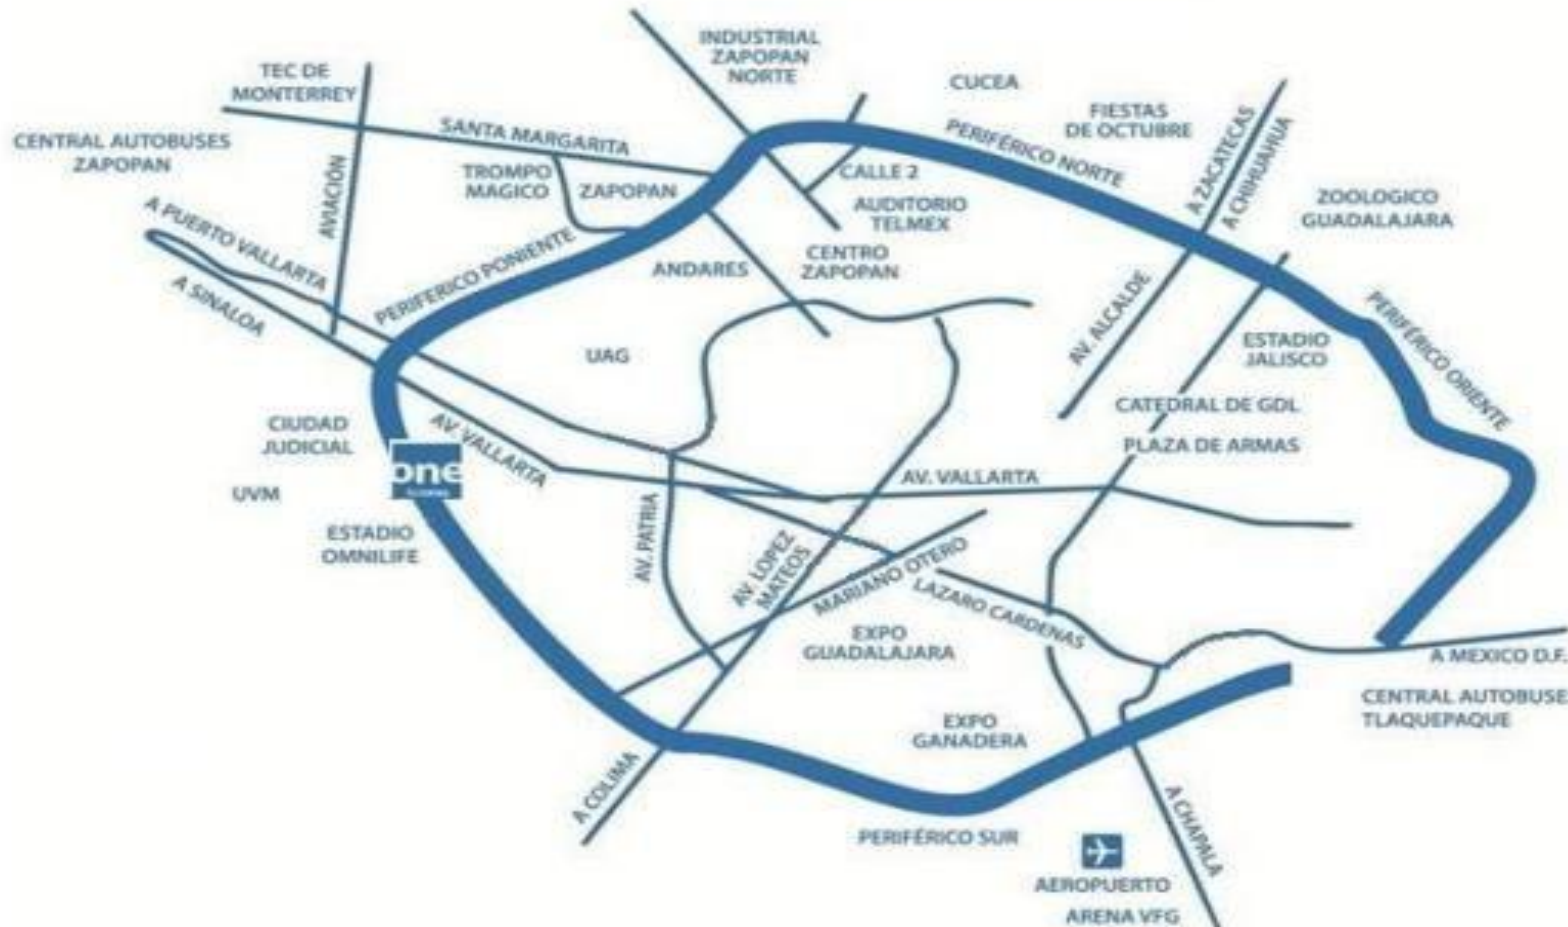 INDUSTRIAL
ZAPOPAN
NORTE
TEC DE
MONTERREY
CUCEA
FIESTAS
DE OCTUBRE
CENTRAL AUTOBUSES
ZAPOPAN
SANTA MARGARITA
PERIFÉRICO NORTE
A ZACATECAS
A CHIHUAHUA
TROMPO
MAGICO
ZAPOPAN
CALLE 2
AVIACIÓN
AUDITORIO
TELMEX
ZOOLOGICO
GUADALAJARA
A PUERTO VALLARTA
PERIFÉRICO PONIENTE
ANDARES
CENTRO
ZAPOPAN
A SINALOA
AV. ALCALDE
PERIFÉRICO ORIENTE
UAG
ESTADIO
JALISCO
CIUDAD
JUDICIAL
AV. VALLARTA
CATEDRAL DE GDL
PLAZA DE ARMAS
one
AV. VALLARTA
UVM
ESTADIO
OMNILIFE
AV. PATRIA
AV. LOPEZ
MATEOS
MARIANO OTERO
LAZARO CARDENAS
EXPO
GUADALAJARA
A MEXICO D.F.
CENTRAL AUTOBUSE
TLAQUEPAQUE
EXPO
GANADERA
A COLIMA
PERIFÉRICO SUR
A CHAPALA
AEROPUERTO
ARENA VFG